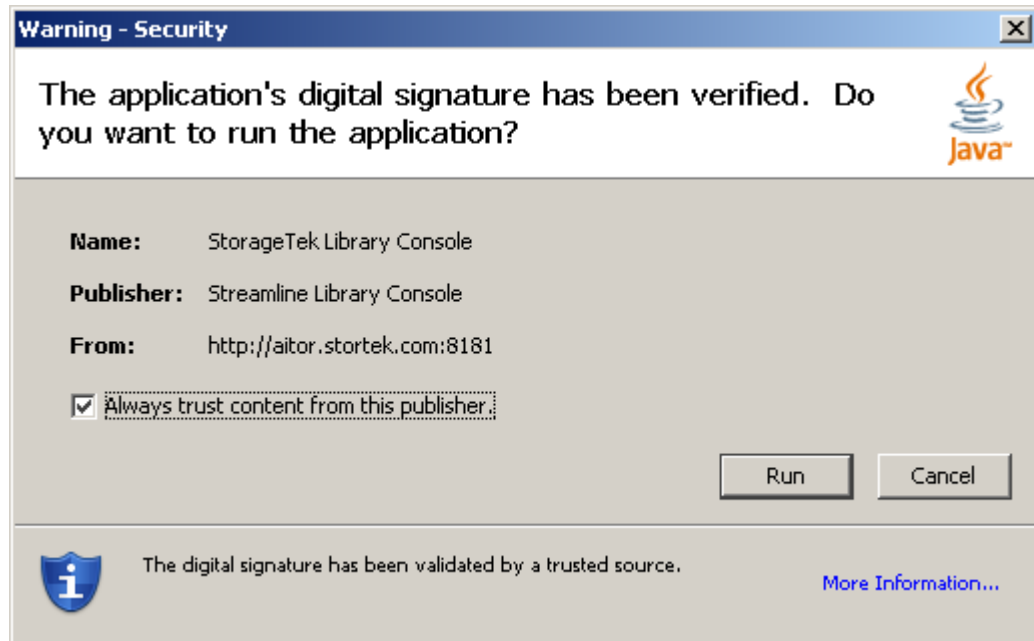 Warning - Security
The application's digital signature has been verified. Do
you want to run the application?
Java™
Name: StorageTek Library Console
Publisher: Streamline Library Console
From: http://aitor.stortek.com:8181
Always trust content from this publisher.
Run Cancel
The digital signature has been validated by a trusted source.
More Information...